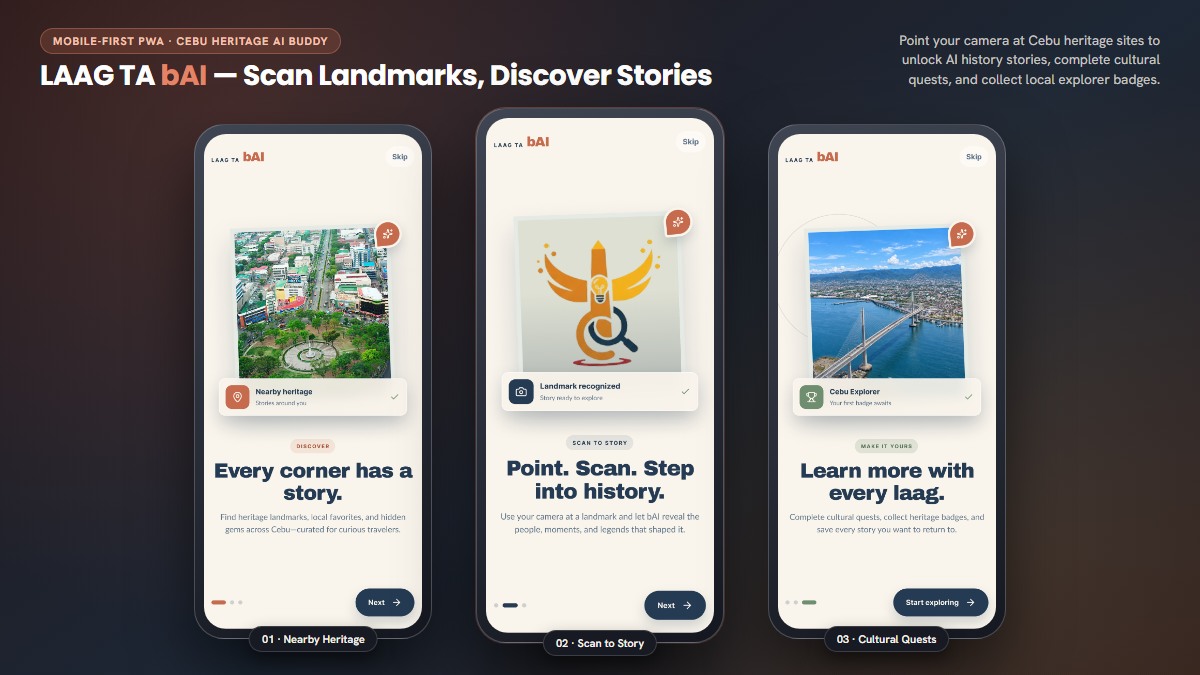 MOBILE-FIRST PWA · CEBU HERITAGE AI BUDDY
LAAG TA bAI — Scan Landmarks, Discover Stories
Point your camera at Cebu heritage sites to
unlock AI history stories, complete cultural
quests, and collect local explorer badges.
LAAG TA bAI
Skip
Nearby heritage
Stories around you
DISCOVER
Every corner has a
story.
Find heritage landmarks, local favorites, and hidden
gems across Cebu—curated for curious travelers.
Next
01 · Nearby Heritage
LAAG TA bAI
Skip
Landmark recognized
Story ready to explore
SCAN TO STORY
Point. Scan. Step
into history.
Use your camera at a landmark and let bAI reveal the
people, moments, and legends that shaped it.
Next
02 · Scan to Story
LAAG TA bAI
Skip
Cebu Explorer
Your first badge awaits
MAKE IT YOURS
Learn more with
every laag.
Complete cultural quests, collect heritage badges, and
save every story you want to return to.
Start exploring
03 · Cultural Quests